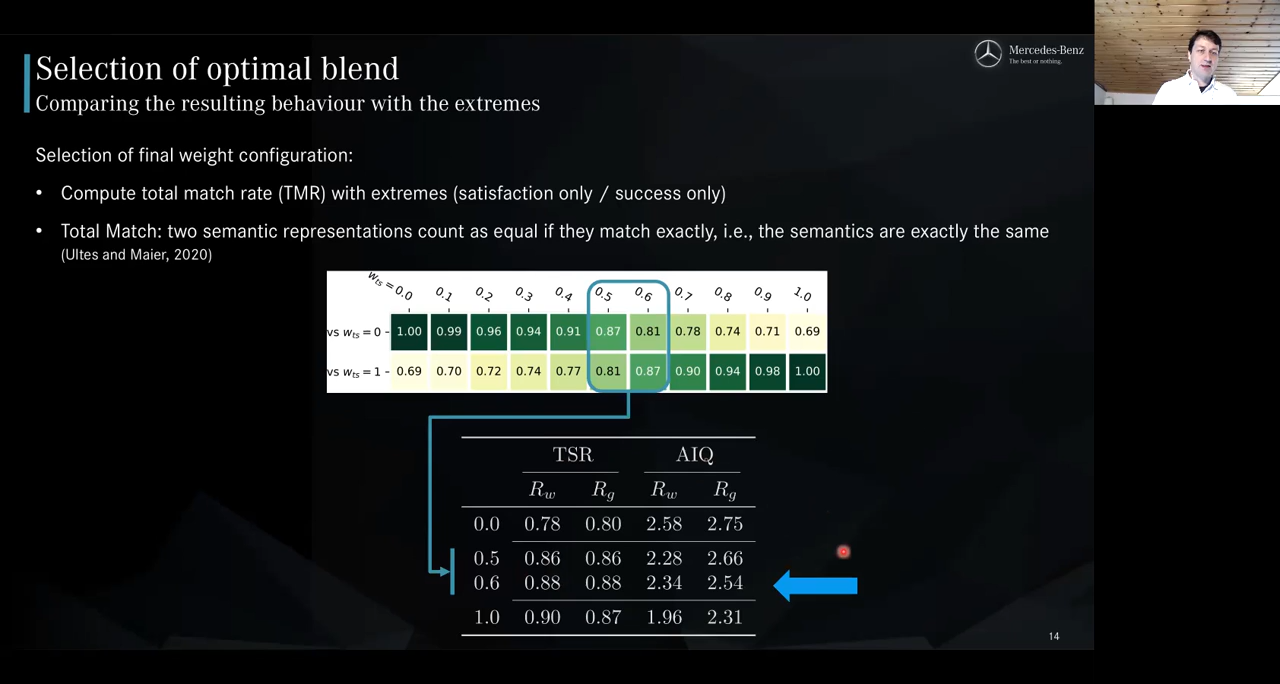 Selection of optimal blend
Comparing the resulting behaviour with the extremes
Mercedes-Benz
The best or nothing.
Selection of final weight configuration:
• Compute total match rate (TMR) with extremes (satisfaction only / success only)
• Total Match: two semantic representations count as equal if they match exactly, i.e., the semantics are exactly the same
(Ultes and Maier, 2020)
w_ts = 0.0 0.1 0.2 0.3 0.4 0.5 0.6 0.7 0.8 0.9 1.0
vs w_ts = 0 1.00 0.99 0.96 0.94 0.91 0.87 0.81 0.78 0.74 0.71 0.69
vs w_ts = 1 0.69 0.70 0.72 0.74 0.77 0.81 0.87 0.90 0.94 0.98 1.00
TSR AIQ
R_w R_g R_w R_g
0.0 0.78 0.80 2.58 2.75
0.5 0.86 0.86 2.28 2.66
0.6 0.88 0.88 2.34 2.54
1.0 0.90 0.87 1.96 2.31
14